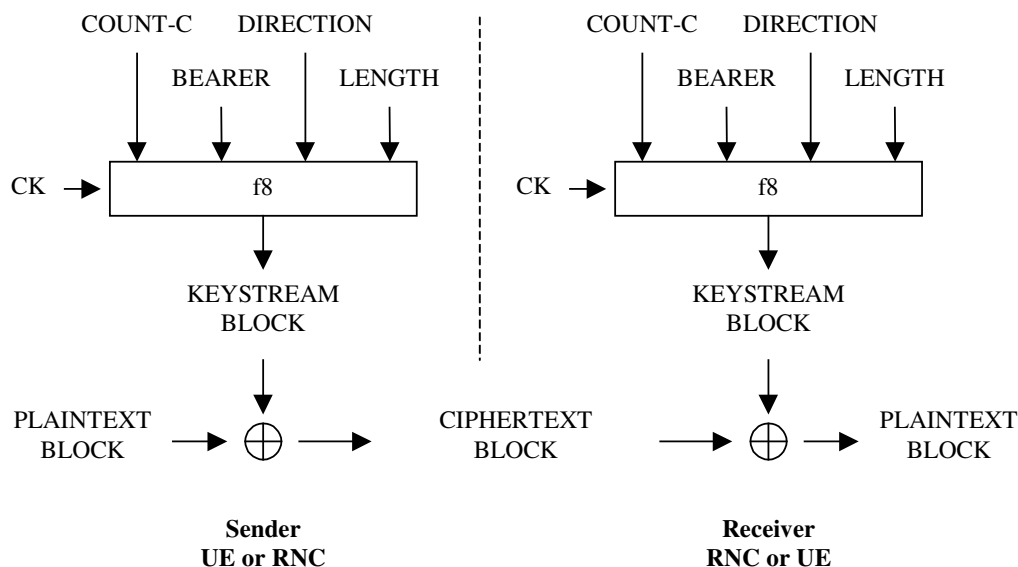 COUNT-C DIRECTION COUNT-C DIRECTION
BEARER LENGTH BEARER LENGTH
CK f8 CK f8
KEYSTREAM BLOCK KEYSTREAM BLOCK
PLAINTEXT BLOCK CIPHERTEXT BLOCK PLAINTEXT BLOCK
Sender Receiver
UE or RNC RNC or UE